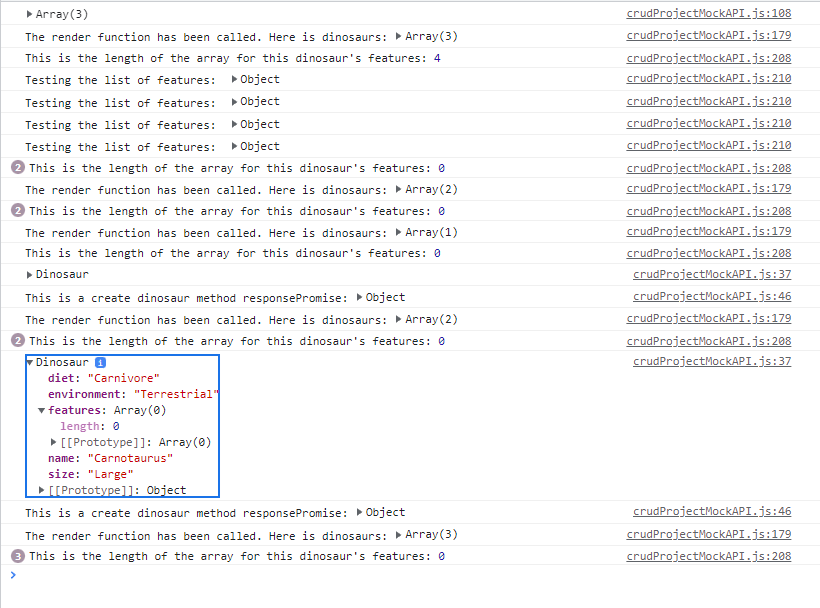 Array(3) crudProjectMockAPI.js:108
The render function has been called. Here is dinosaurs: Array(3) crudProjectMockAPI.js:179
This is the length of the array for this dinosaur's features: 4 crudProjectMockAPI.js:208
Testing the list of features: Object crudProjectMockAPI.js:210
Testing the list of features: Object crudProjectMockAPI.js:210
Testing the list of features: Object crudProjectMockAPI.js:210
Testing the list of features: Object crudProjectMockAPI.js:210
2 This is the length of the array for this dinosaur's features: 0 crudProjectMockAPI.js:208
The render function has been called. Here is dinosaurs: Array(2) crudProjectMockAPI.js:179
2 This is the length of the array for this dinosaur's features: 0 crudProjectMockAPI.js:208
The render function has been called. Here is dinosaurs: Array(1) crudProjectMockAPI.js:179
This is the length of the array for this dinosaur's features: 0 crudProjectMockAPI.js:208
Dinosaur crudProjectMockAPI.js:37
This is a create dinosaur method responsePromise: Object crudProjectMockAPI.js:46
The render function has been called. Here is dinosaurs: Array(2) crudProjectMockAPI.js:179
2 This is the length of the array for this dinosaur's features: 0 crudProjectMockAPI.js:208
Dinosaur i crudProjectMockAPI.js:37
diet: "Carnivore"
environment: "Terrestrial"
features: Array(0)
length: 0
[[Prototype]]: Array(0)
name: "Carnotaurus"
size: "Large"
[[Prototype]]: Object
This is a create dinosaur method responsePromise: Object crudProjectMockAPI.js:46
The render function has been called. Here is dinosaurs: Array(3) crudProjectMockAPI.js:179
3 This is the length of the array for this dinosaur's features: 0 crudProjectMockAPI.js:208